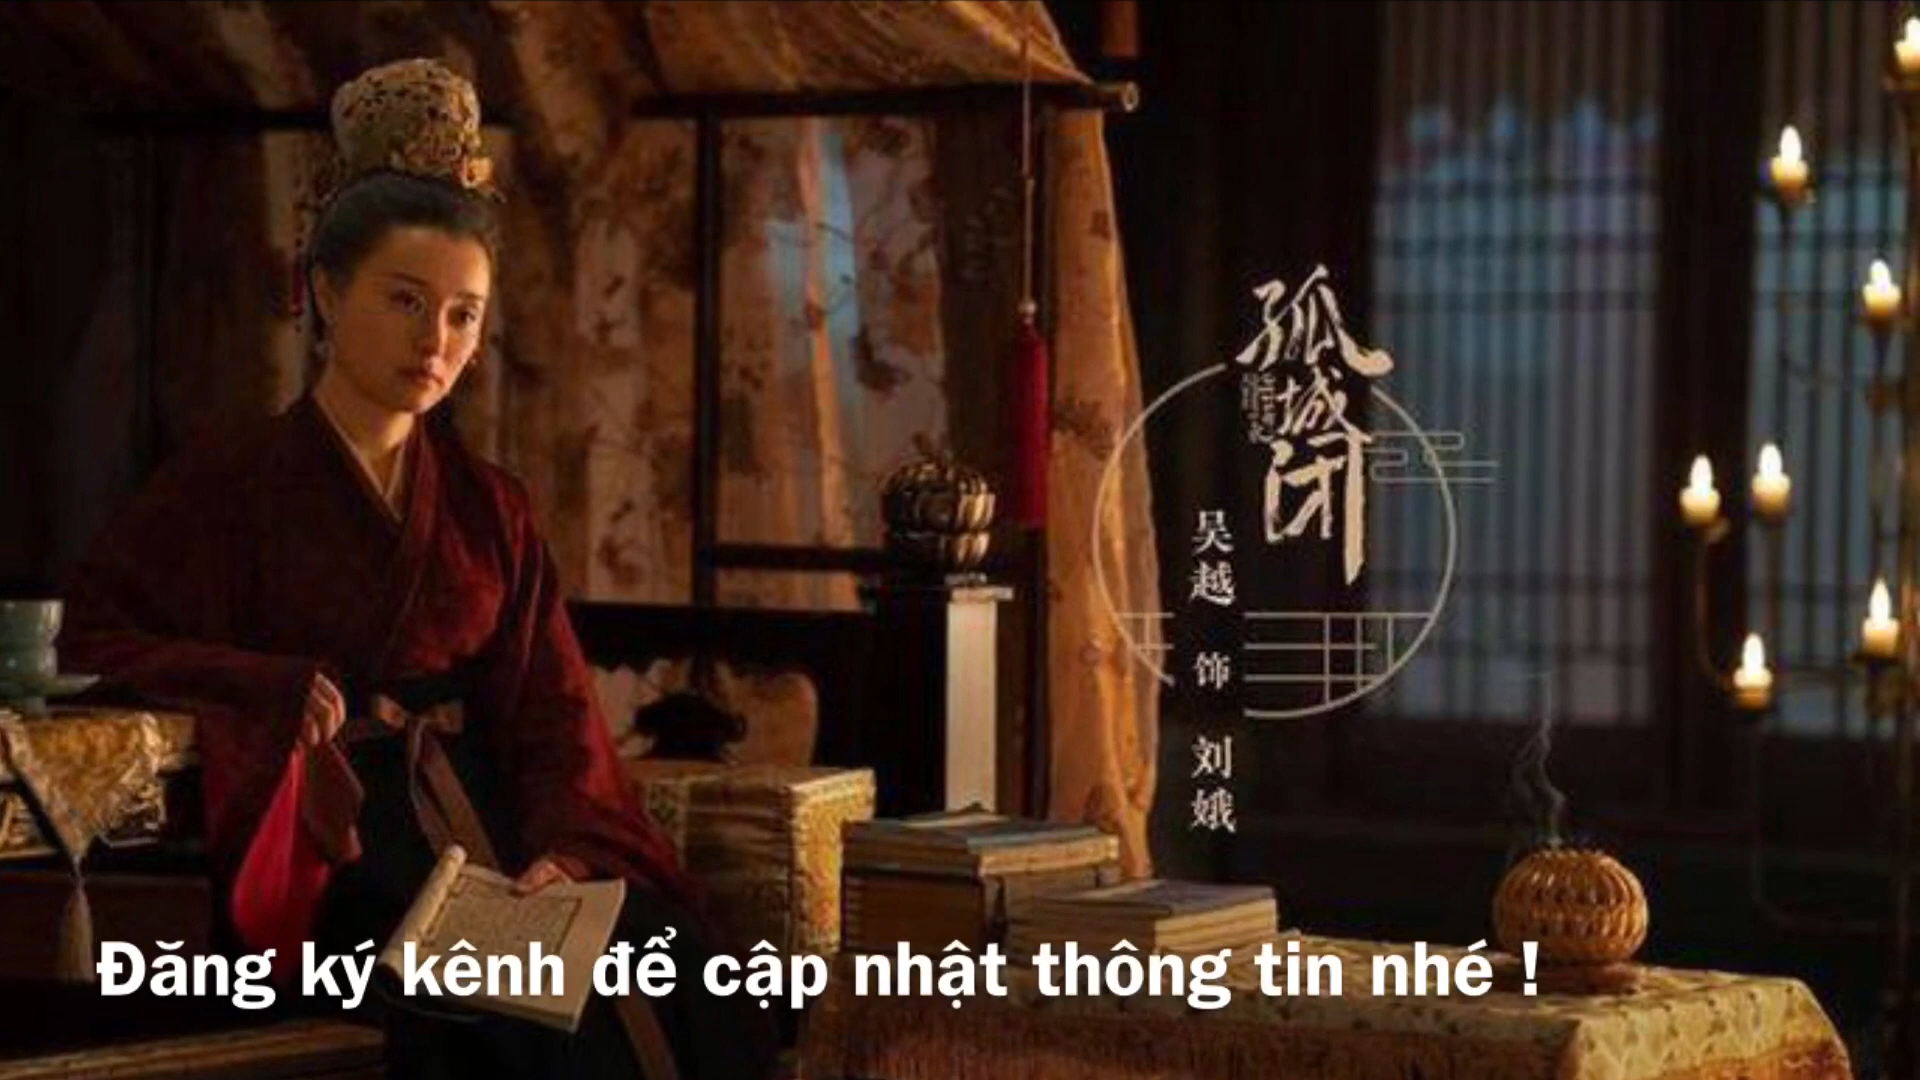 孤城闭
吴越 饰 刘娥
Đăng ký kênh để cập nhật thông tin nhé !